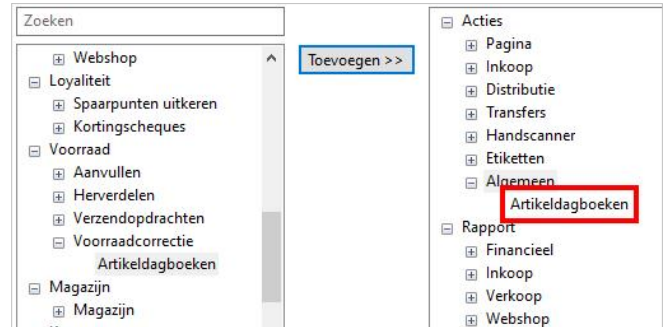 Zoeken
Webshop
Loyaliteit
Spaarpunten uitkeren
Kortingscheques
Voorraad
Aanvullen
Herverdelen
Verzendopdrachten
Voorraadcorrectie
Artikeldagboeken
Magazijn
Magazijn
Toevoegen >>
Acties
Pagina
Inkoop
Distributie
Transfers
Handscanner
Etiketten
Algemeen
Artikeldagboeken
Rapport
Financieel
Inkoop
Verkoop
Webshop